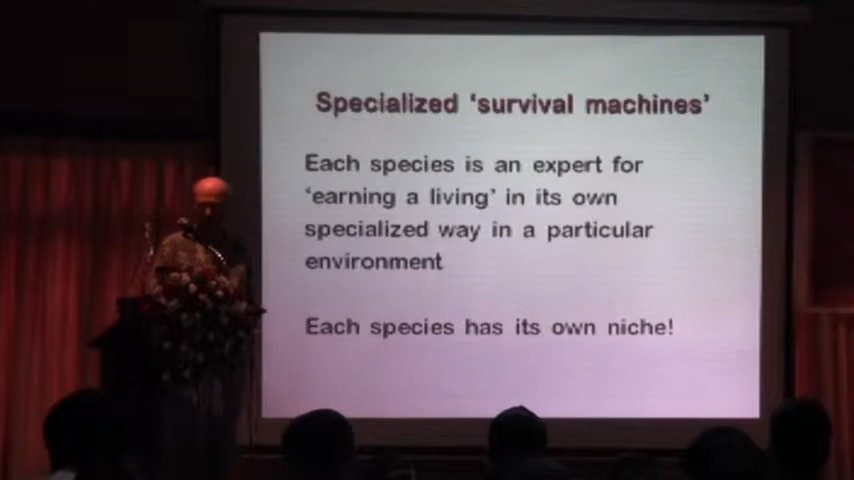 Specialized ‘survival machines’
Each species is an expert for
‘earning a living’ in its own
specialized way in a particular
environment
Each species has its own niche!